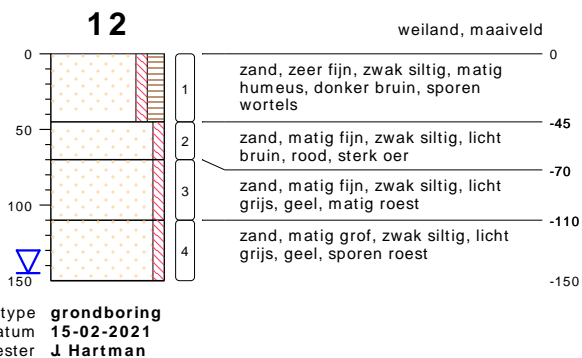 12
weiland, maaiveld
0
0
1
zand, zeer fijn, zwak siltig, matig
humeus, donker bruin, sporen
wortels
-45
50
2
zand, matig fijn, zwak siltig, licht
bruin, rood, sterk oer
-70
3
zand, matig fijn, zwak siltig, licht
grijs, geel, matig roest
100
-110
4
zand, matig grof, zwak siltig, licht
grijs, geel, sporen roest
150
-150
type grondboring
atum 15-02-2021
ester J. Hartman